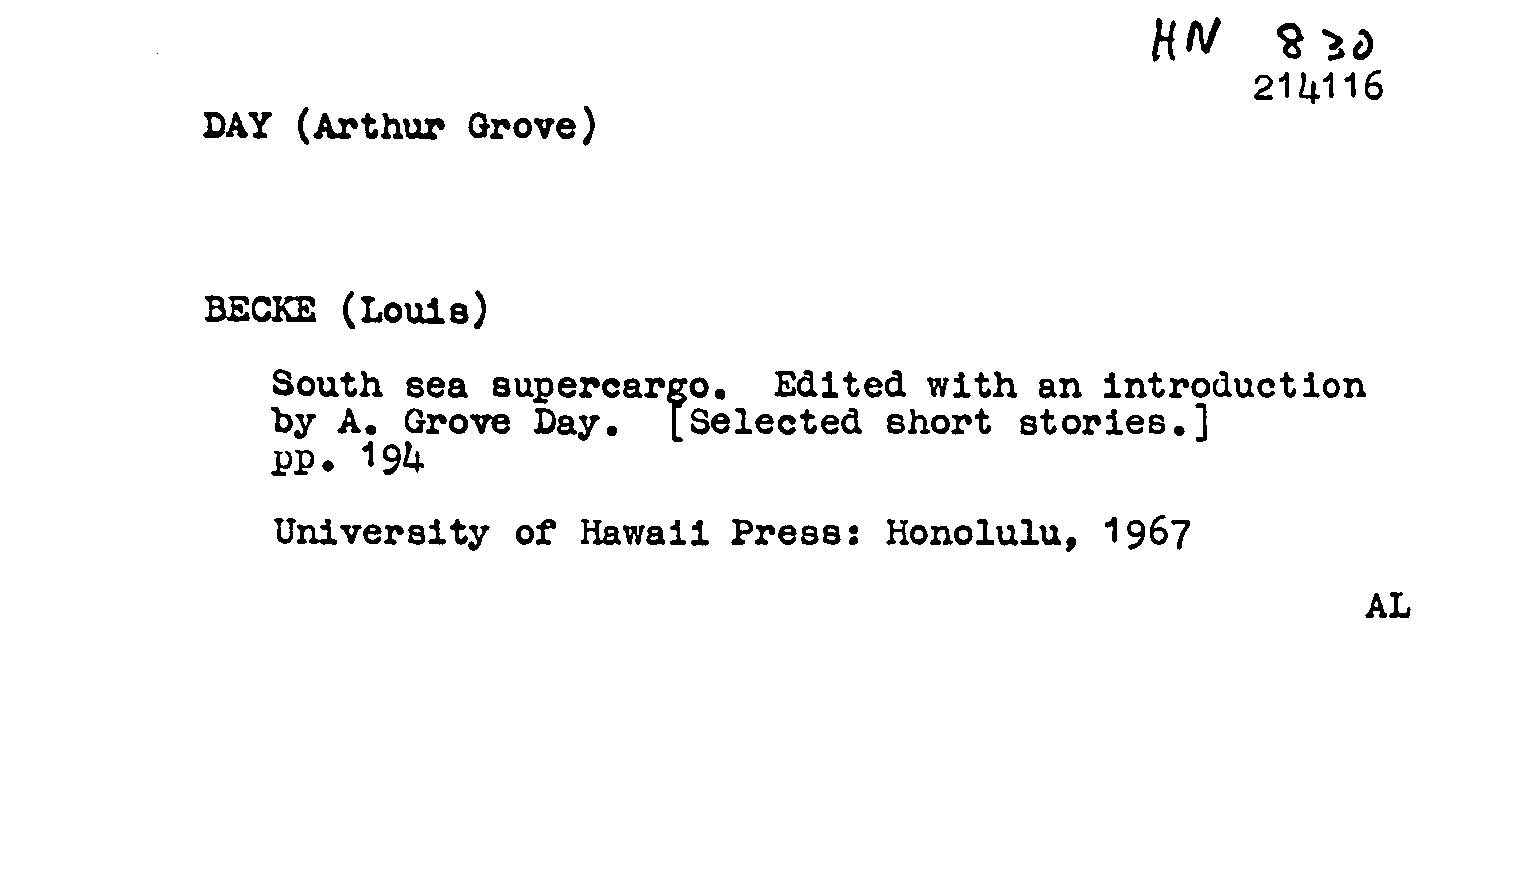 HN 830
214116
DAY (Arthur Grove)
BECKE (Louis)
South sea supercargo. Edited with an introduction
by A. Grove Day. [Selected short stories.]
pp. 194
University of Hawaii Press: Honolulu, 1967
AL